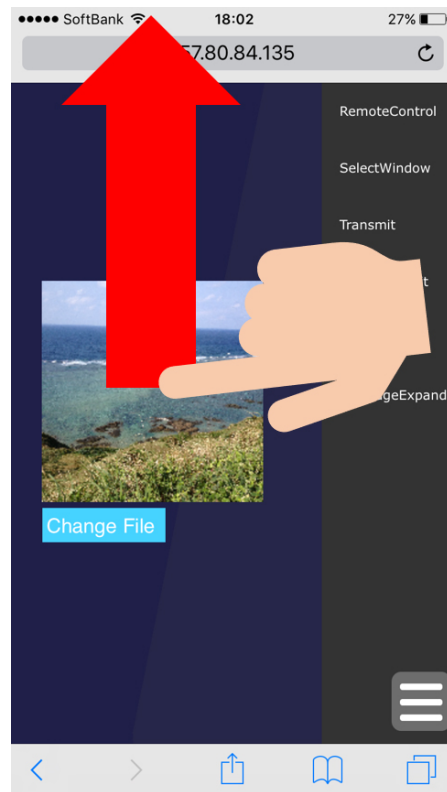 SoftBank 18:02 27%
57.80.84.135
RemoteControl
SelectWindow
Transmit
Change File